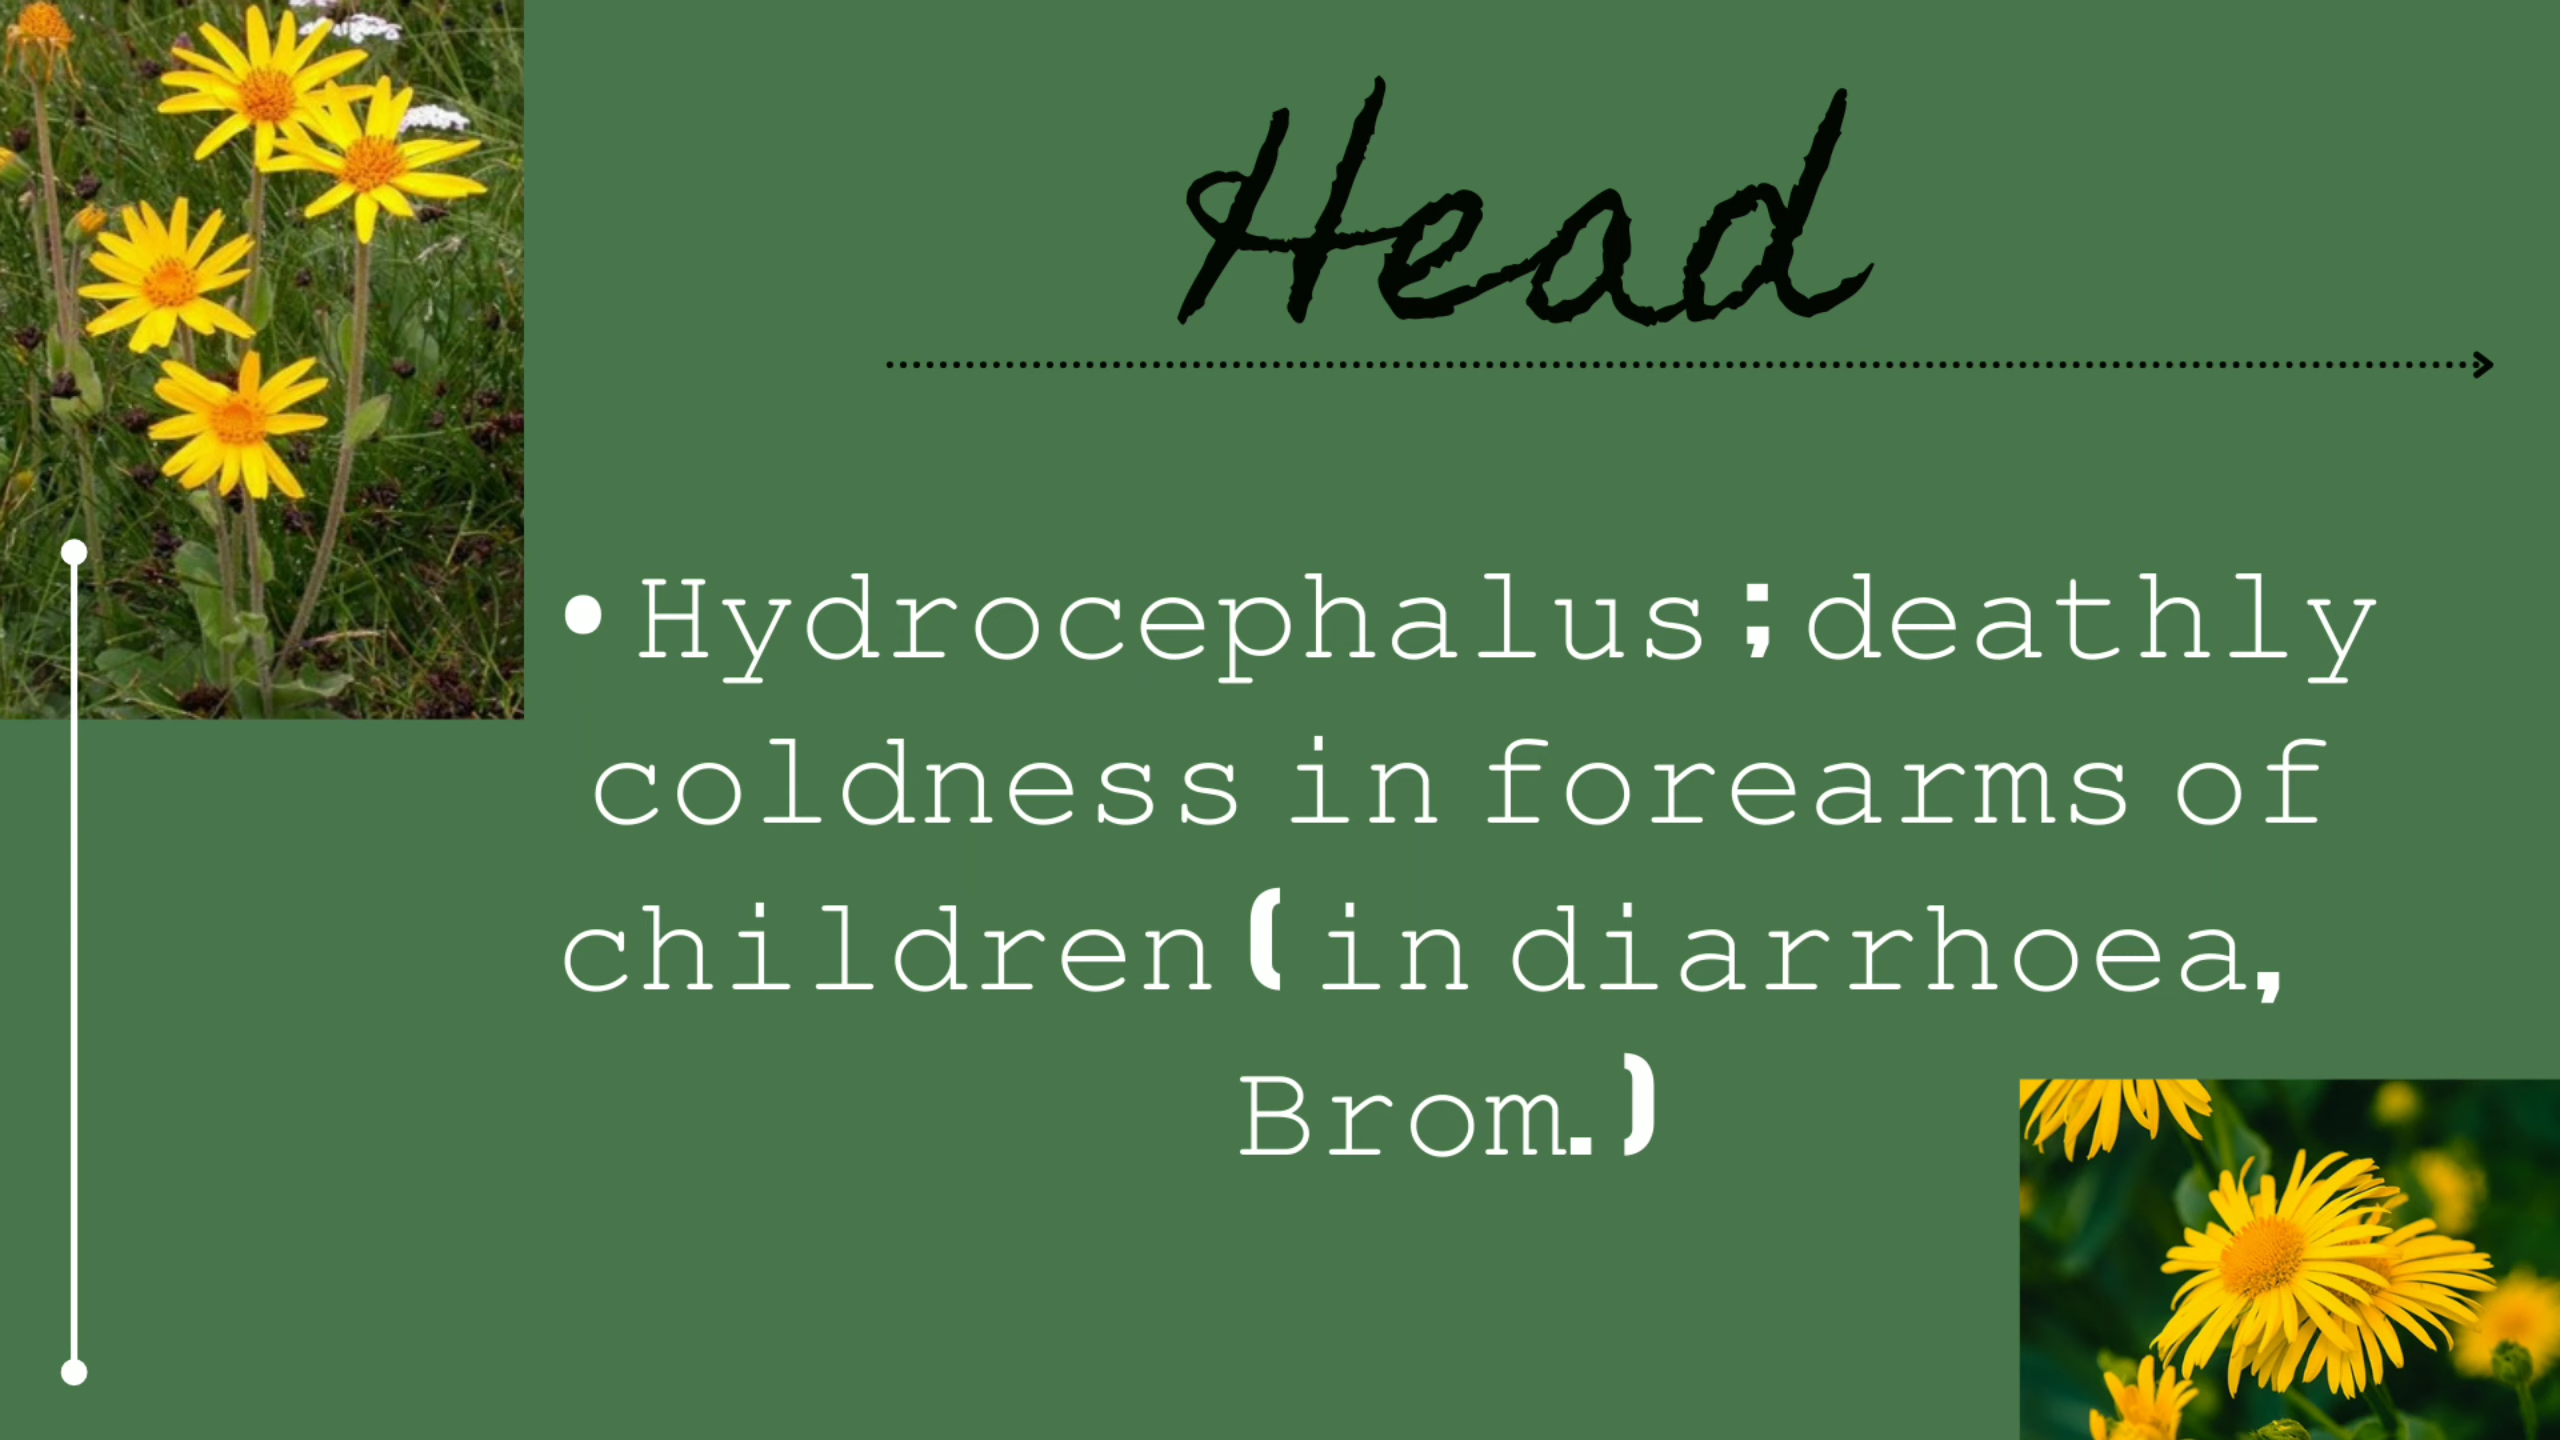 Head
• Hydrocephalus; deathly
coldness in forearms of
children ( in diarrhoea,
Brom. )